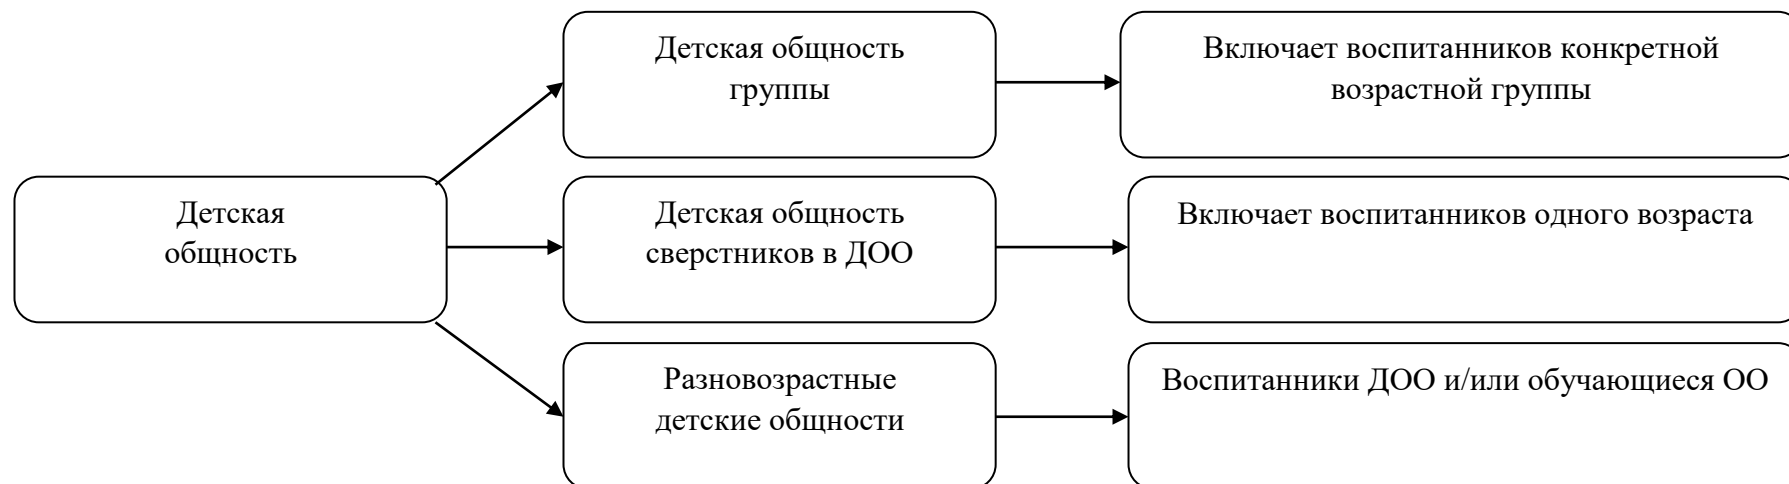 Детская общность
группы
Включает воспитанников конкретной
возрастной группы
Детская
общность
Детская общность
сверстников в ДОО
Включает воспитанников одного возраста
Разновозрастные
детские общности
Воспитанники ДОО и/или обучающиеся ОО